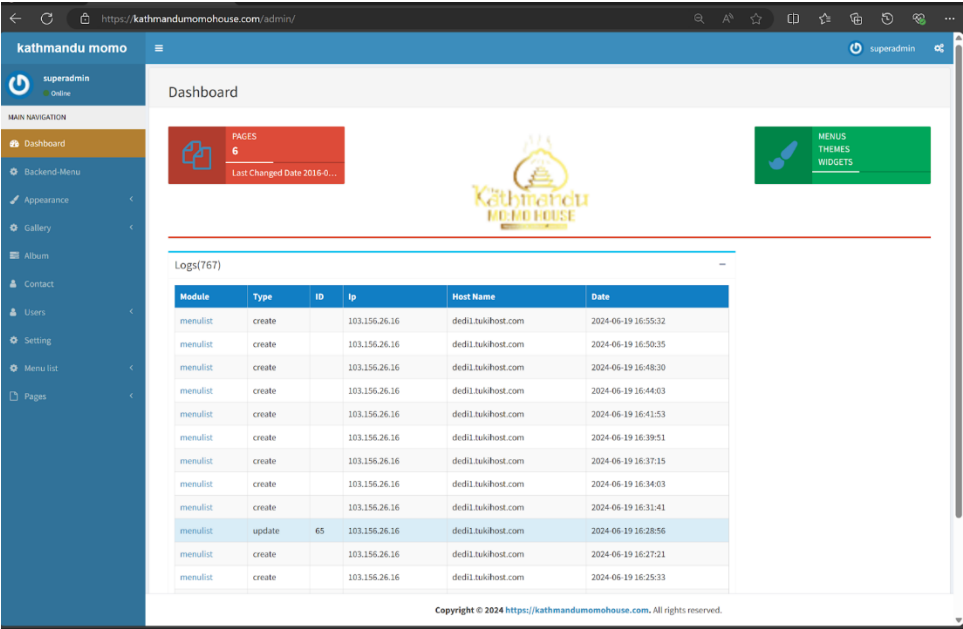 https://kathmandumomohouse.com/admin/
kathmandu momo
superadmin
superadmin
Online
MAIN NAVIGATION
Dashboard
Backend-Menu
Appearance
Gallery
Album
Contact
Users
Setting
Menu list
Pages
Dashboard
PAGES
6
Last Changed Date 2016-0...
Kathmandu
MO:MO HOUSE
MENUS
THEMES
WIDGETS
Logs(767)
Module Type ID Ip Host Name Date
menulist create 103.156.26.16 dedi1.tukihost.com 2024-06-19 16:55:32
menulist create 103.156.26.16 dedi1.tukihost.com 2024-06-19 16:50:35
menulist create 103.156.26.16 dedi1.tukihost.com 2024-06-19 16:48:30
menulist create 103.156.26.16 dedi1.tukihost.com 2024-06-19 16:44:03
menulist create 103.156.26.16 dedi1.tukihost.com 2024-06-19 16:41:53
menulist create 103.156.26.16 dedi1.tukihost.com 2024-06-19 16:39:51
menulist create 103.156.26.16 dedi1.tukihost.com 2024-06-19 16:37:15
menulist create 103.156.26.16 dedi1.tukihost.com 2024-06-19 16:34:03
menulist create 103.156.26.16 dedi1.tukihost.com 2024-06-19 16:31:41
menulist update 65 103.156.26.16 dedi1.tukihost.com 2024-06-19 16:28:56
menulist create 103.156.26.16 dedi1.tukihost.com 2024-06-19 16:27:21
menulist create 103.156.26.16 dedi1.tukihost.com 2024-06-19 16:25:33
Copyright © 2024 https://kathmandumomohouse.com. All rights reserved.